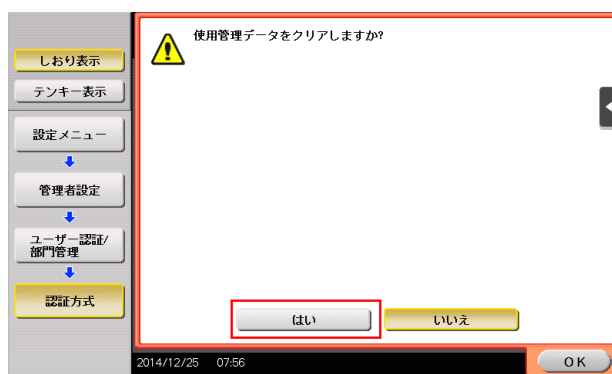 使用管理データをクリアしますか?
しおり表示
テンキー表示
設定メニュー
管理者設定
ユーザー認証/
部門管理
認証方式
はい
いいえ
2014/12/25 07:56
OK